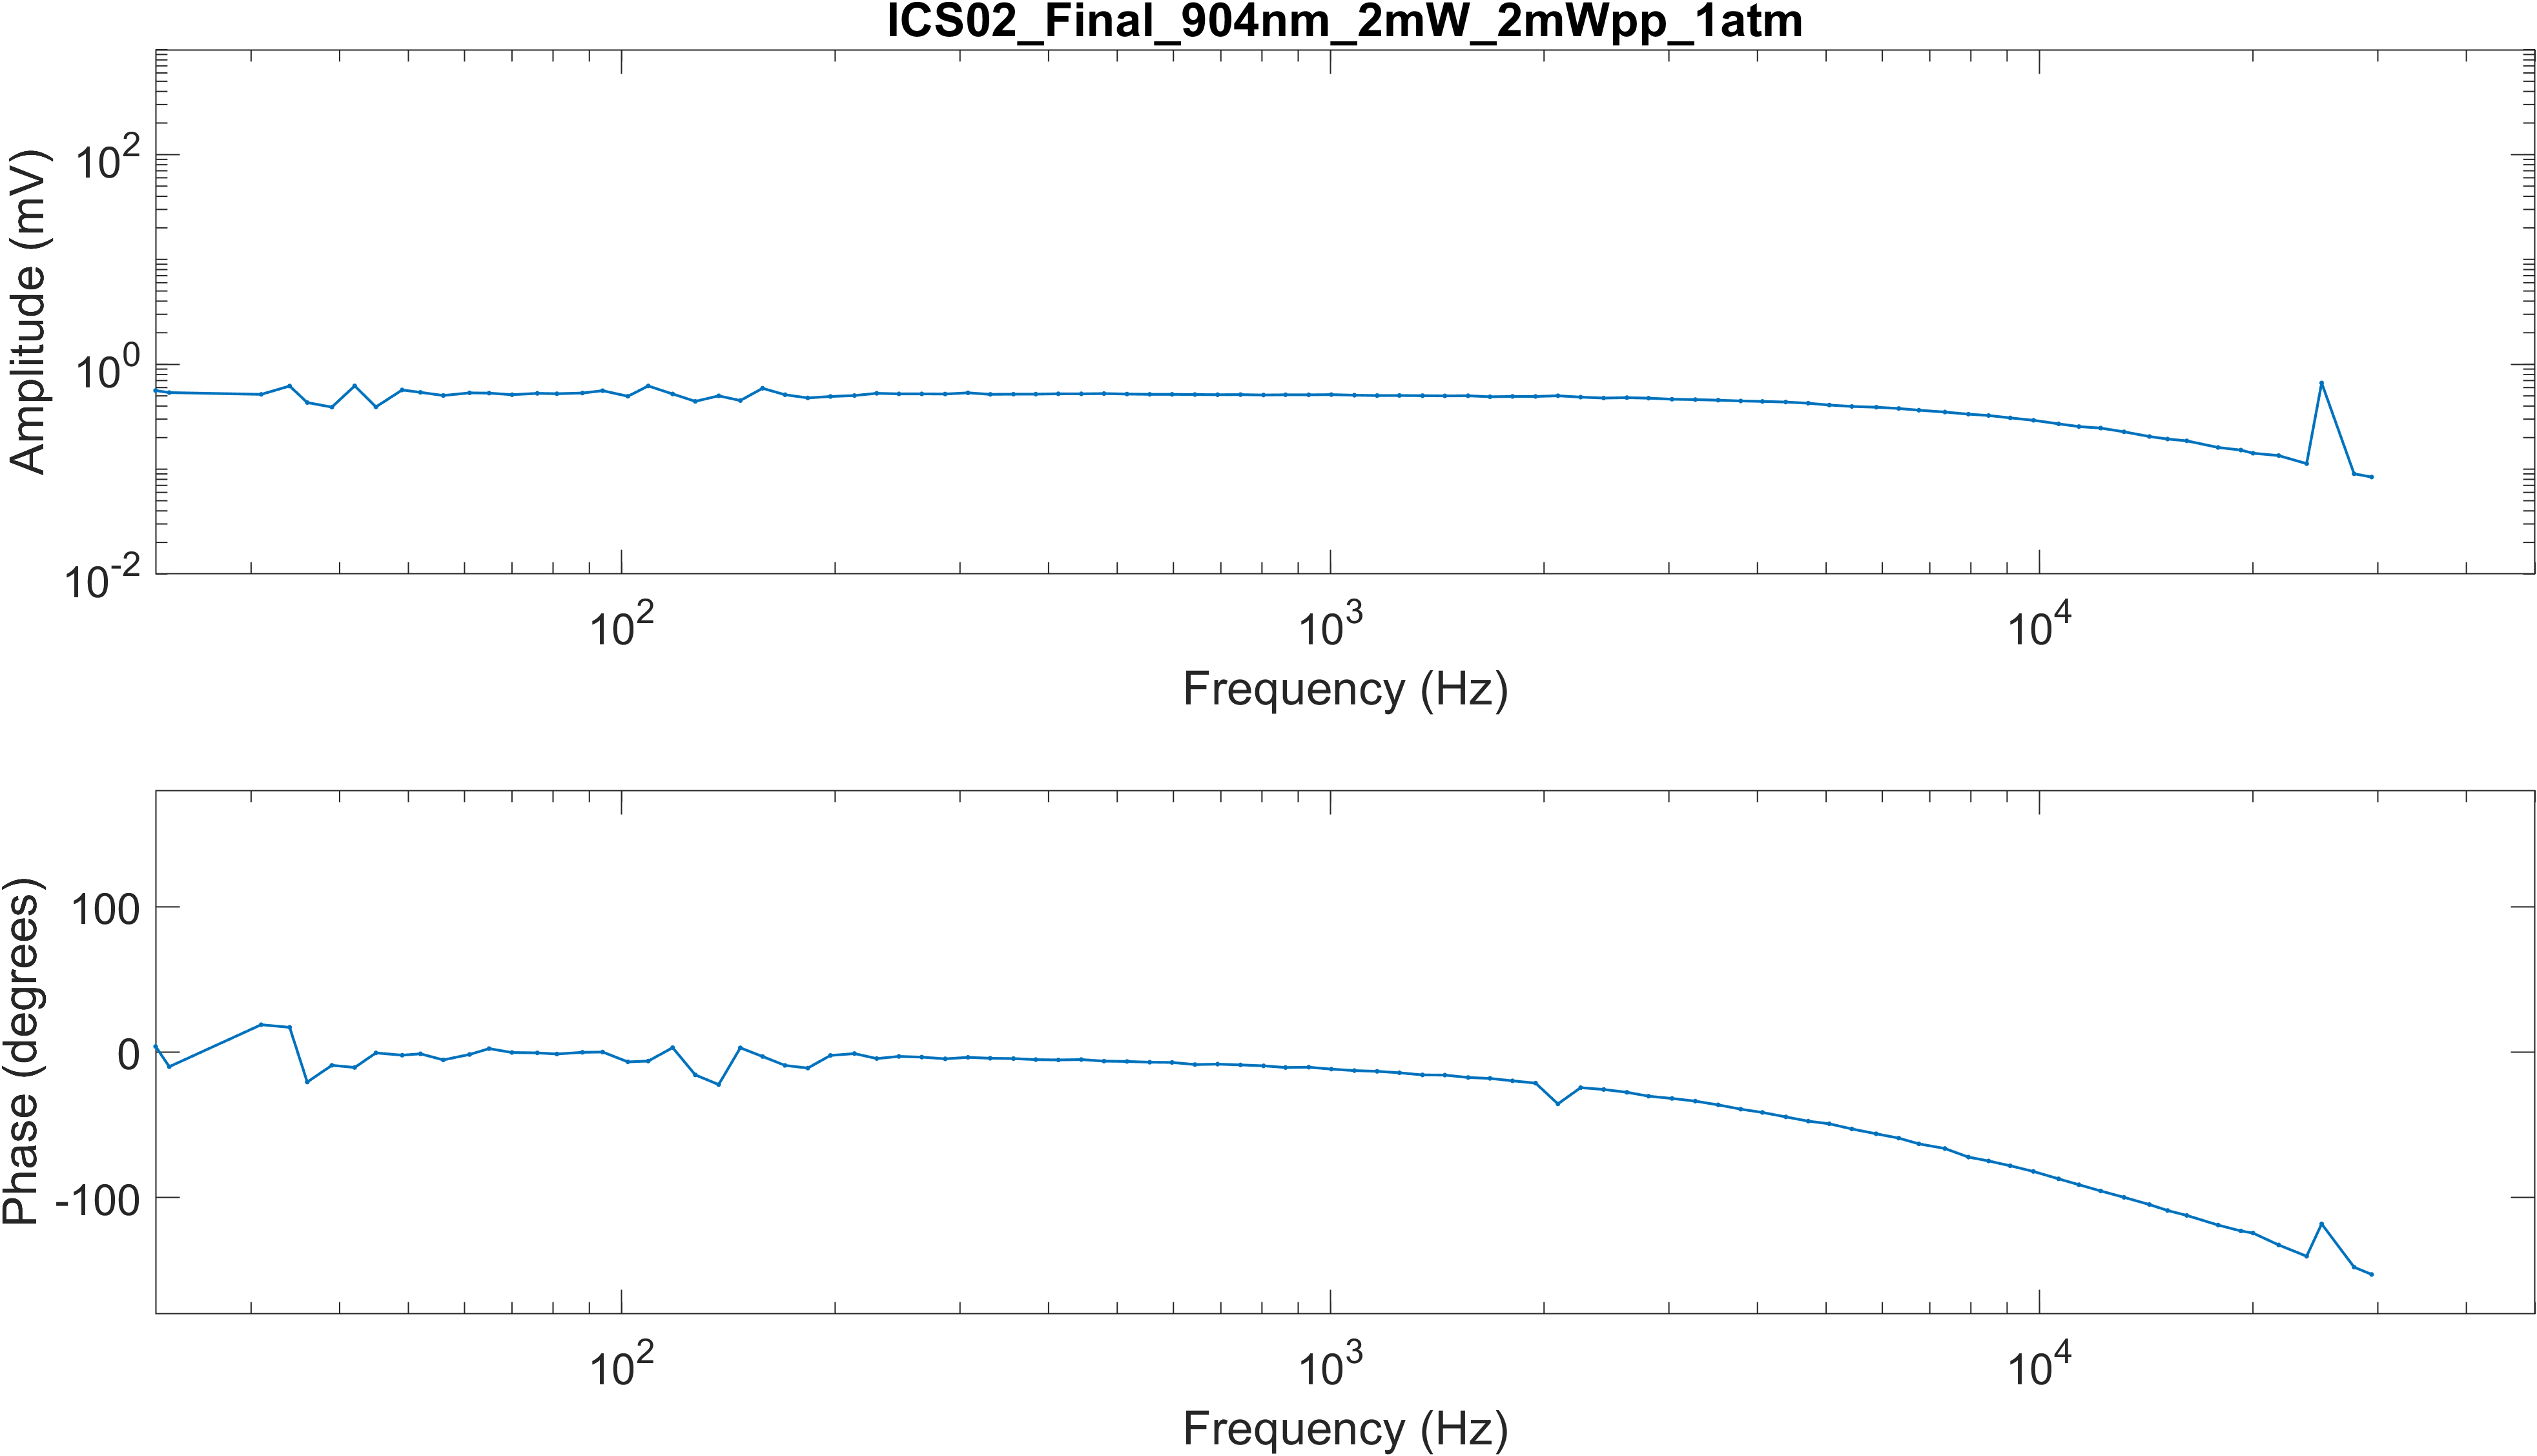 ICS02_Final_904nm_2mW_2mWpp_1atm
Amplitude (mV)
10^2
10^0
10^-2
10^2
10^3
10^4
Frequency (Hz)
Phase (degrees)
100
0
-100
10^2
10^3
10^4
Frequency (Hz)